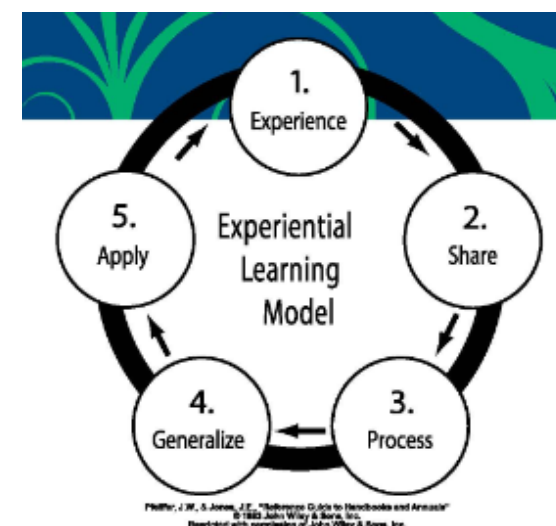 1.
Experience
2.
Share
3.
Process
4.
Generalize
5.
Apply
Experiential
Learning
Model
Pfeiffer, J.W., & Jones, J.E., "Reference Guide to Handbooks and Annuals"
© 1983 John Wiley & Sons, Inc.
Reprinted with permission of John Wiley & Sons, Inc.